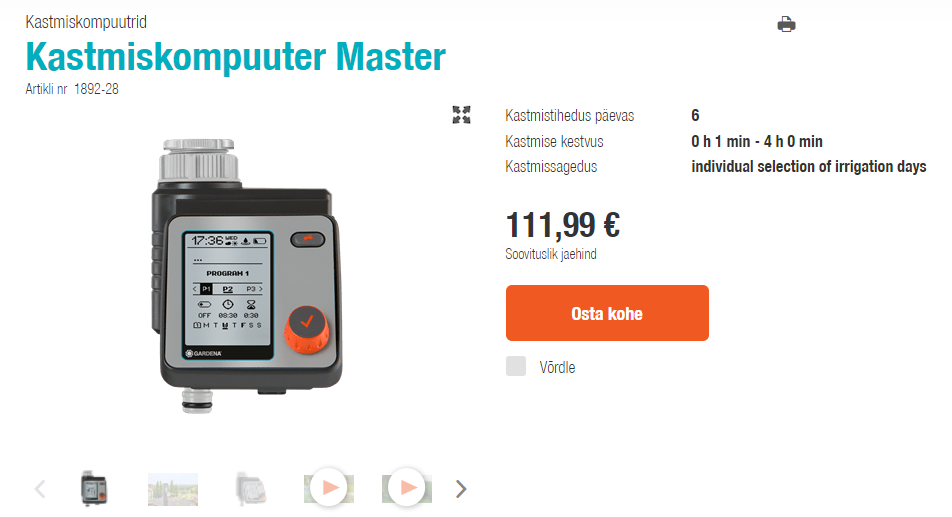 Kastmiskompuutrid
Kastmiskompuuter Master
Artikli nr 1892-28
Kastmistihedus päevas 6
Kastmise kestvus 0 h 1 min - 4 h 0 min
Kastmissagedus individual selection of irrigation days
111,99 €
Soovituslik jaehind
Osta kohe
Võrdle
17:36 WED
...
PROGRAM 1
< P1 P2 P3 >
OFF 08:30 0:30
M T W T F S S
GARDENA